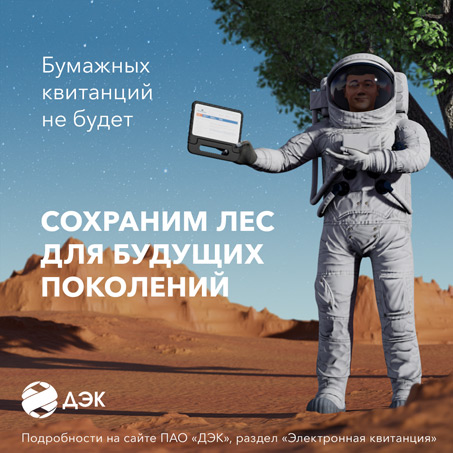 Бумажных
квитанций
не будет
СОХРАНИМ ЛЕС
ДЛЯ БУДУЩИХ
ПОКОЛЕНИЙ
ДЭК
Подробности на сайте ПАО «ДЭК», раздел «Электронная квитанция»